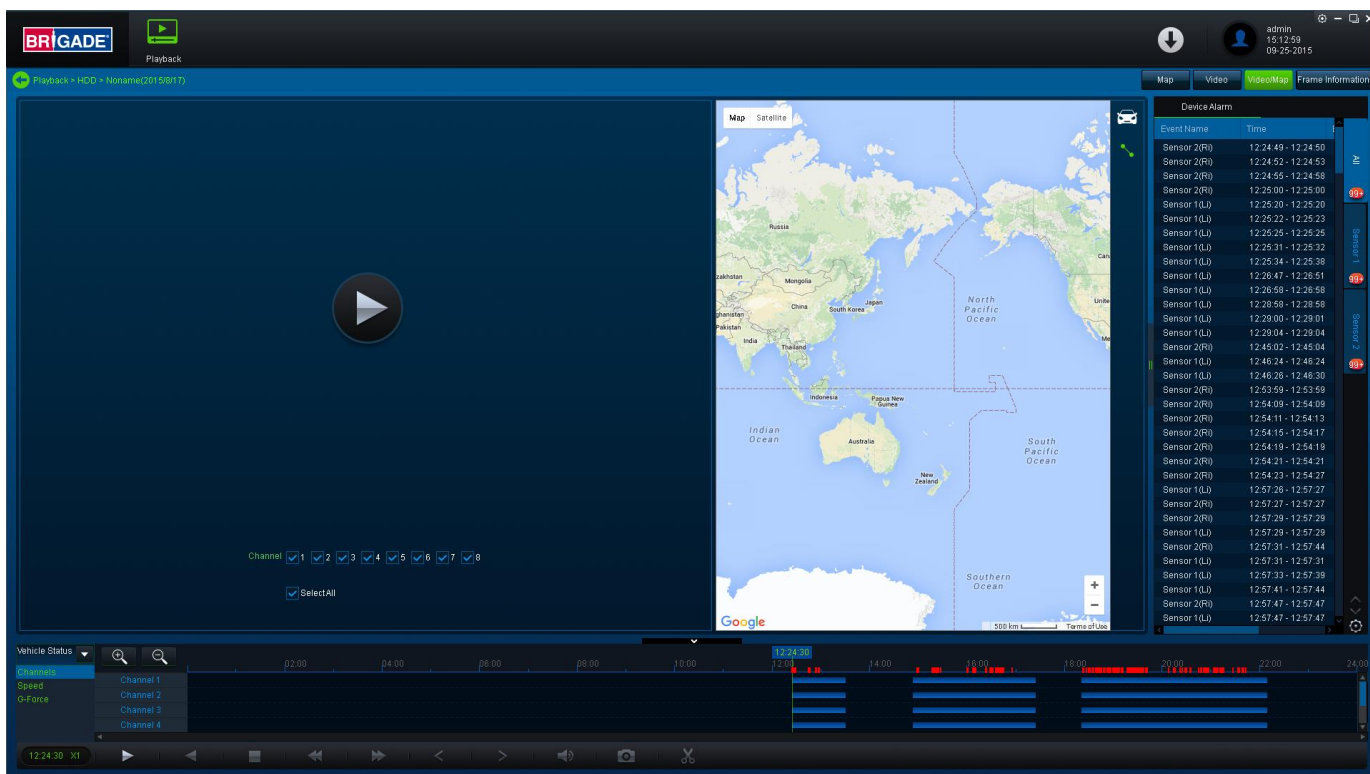 BRIGADE
Playback
admin
15:12:59
09-25-2015
Playback > HDD > Noname(2015/8/17)
Map Video Video/Map Frame Information
Map Satellite
Russia
Mongolia
China
Japan
South Korea
India
Thailand
Indonesia
Papua New
Guinea
Australia
New
Zealand
North
Pacific
Ocean
Indian
Ocean
South
Pacific
Ocean
Southern
Ocean
Google
500 km
Terms of Use
Channel 1 2 3 4 5 6 7 8
SelectAll
Device Alarm
Event Name Time
Sensor 2(Ri) 12:24:49 - 12:24:50
Sensor 2(Ri) 12:24:52 - 12:24:53
Sensor 2(Ri) 12:24:55 - 12:24:58
Sensor 2(Ri) 12:25:00 - 12:25:00
Sensor 1(Li) 12:25:20 - 12:25:20
Sensor 1(Li) 12:25:22 - 12:25:23
Sensor 1(Li) 12:25:25 - 12:25:25
Sensor 1(Li) 12:25:31 - 12:25:32
Sensor 1(Li) 12:25:34 - 12:25:38
Sensor 1(Li) 12:26:47 - 12:26:51
Sensor 1(Li) 12:26:58 - 12:26:58
Sensor 1(Li) 12:28:58 - 12:28:58
Sensor 1(Li) 12:29:00 - 12:29:01
Sensor 1(Li) 12:29:04 - 12:29:04
Sensor 2(Ri) 12:45:02 - 12:45:04
Sensor 1(Li) 12:46:24 - 12:46:24
Sensor 1(Li) 12:46:26 - 12:46:30
Sensor 2(Ri) 12:53:59 - 12:53:59
Sensor 2(Ri) 12:54:09 - 12:54:09
Sensor 2(Ri) 12:54:11 - 12:54:13
Sensor 2(Ri) 12:54:15 - 12:54:17
Sensor 2(Ri) 12:54:19 - 12:54:19
Sensor 2(Ri) 12:54:21 - 12:54:21
Sensor 2(Ri) 12:54:23 - 12:54:27
Sensor 1(Li) 12:57:26 - 12:57:27
Sensor 2(Ri) 12:57:27 - 12:57:27
Sensor 2(Ri) 12:57:29 - 12:57:29
Sensor 1(Li) 12:57:29 - 12:57:29
Sensor 2(Ri) 12:57:31 - 12:57:44
Sensor 1(Li) 12:57:31 - 12:57:31
Sensor 1(Li) 12:57:33 - 12:57:39
Sensor 1(Li) 12:57:41 - 12:57:44
Sensor 2(Ri) 12:57:47 - 12:57:47
Sensor 1(Li) 12:57:47 - 12:57:47
All
99+
Sensor 1
99+
Sensor 2
99+
Vehicle Status
Channels
Speed
G-Force
12:24:30
02:00 04:00 06:00 08:00 10:00 12:00 14:00 16:00 18:00 20:00 22:00 24:00
Channel 1
Channel 2
Channel 3
Channel 4
12:24:30 X1